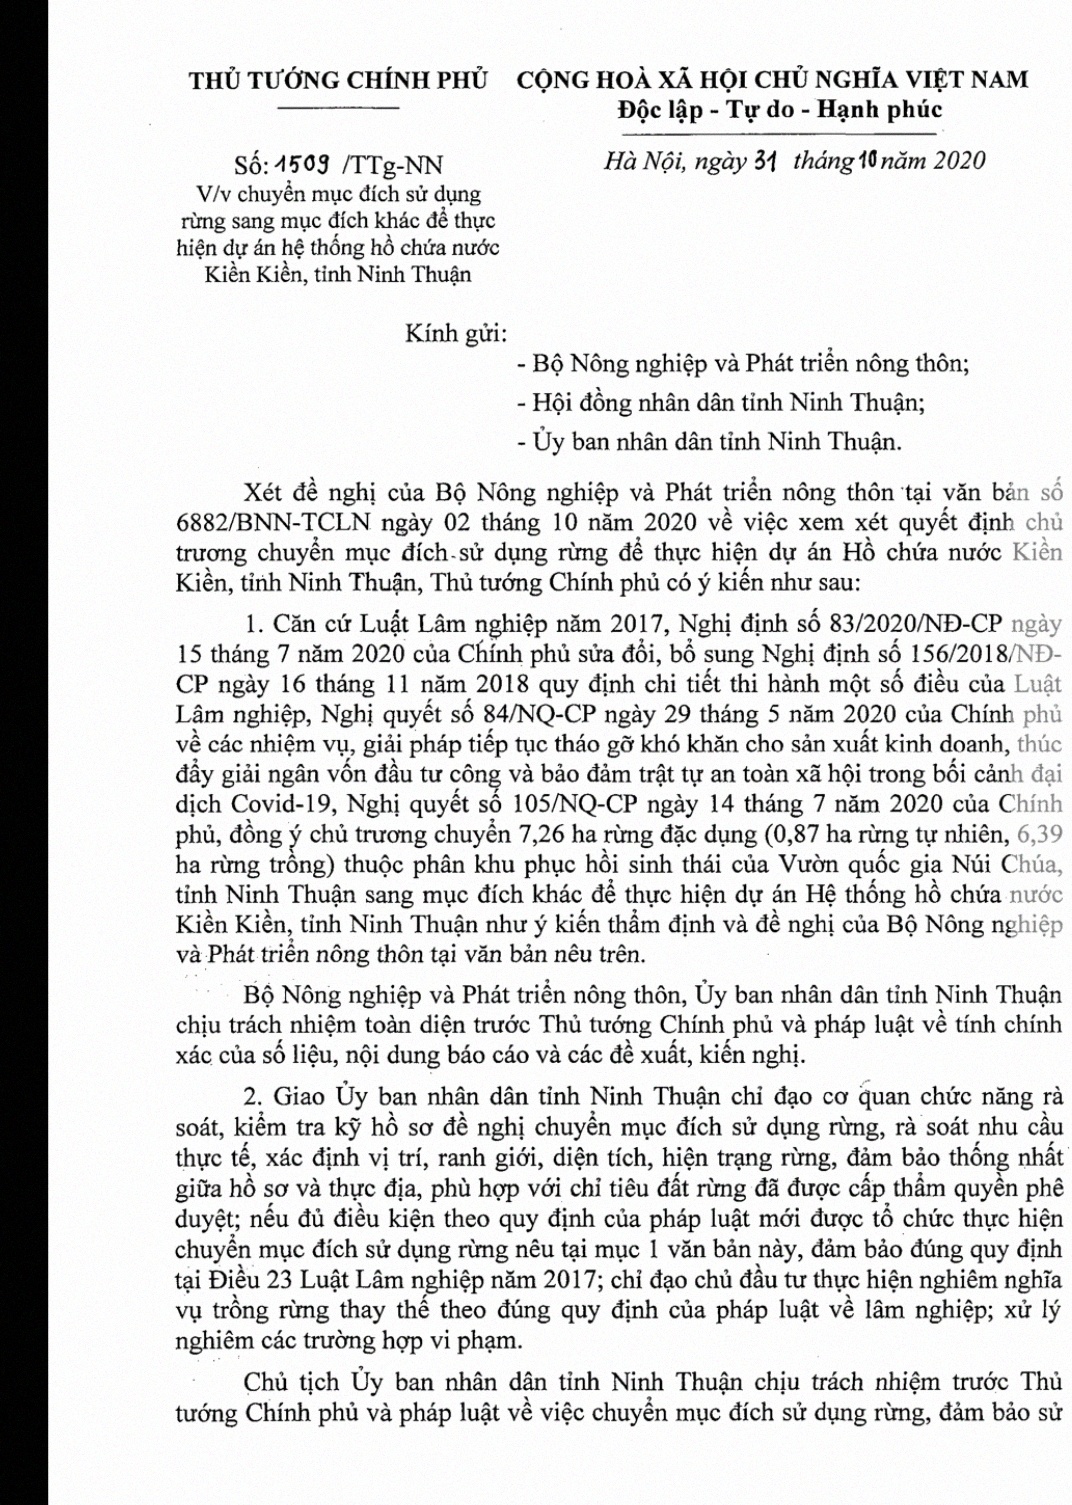 THỦ TƯỚNG CHÍNH PHỦ
CỘNG HOÀ XÃ HỘI CHỦ NGHĨA VIỆT NAM
Độc lập - Tự do - Hạnh phúc
Số: 1509 /TTg-NN
Hà Nội, ngày 31 tháng 10 năm 2020
V/v chuyển mục đích sử dụng
rừng sang mục đích khác để thực
hiện dự án hệ thống hồ chứa nước
Kiền Kiền, tỉnh Ninh Thuận
Kính gửi:
- Bộ Nông nghiệp và Phát triển nông thôn;
- Hội đồng nhân dân tỉnh Ninh Thuận;
- Ủy ban nhân dân tỉnh Ninh Thuận.
Xét đề nghị của Bộ Nông nghiệp và Phát triển nông thôn tại văn bản số
6882/BNN-TCLN ngày 02 tháng 10 năm 2020 về việc xem xét quyết định chủ
trương chuyển mục đích sử dụng rừng để thực hiện dự án Hồ chứa nước Kiền
Kiền, tỉnh Ninh Thuận, Thủ tướng Chính phủ có ý kiến như sau:
1. Căn cứ Luật Lâm nghiệp năm 2017, Nghị định số 83/2020/NĐ-CP ngày
15 tháng 7 năm 2020 của Chính phủ sửa đổi, bổ sung Nghị định số 156/2018/NĐ-
CP ngày 16 tháng 11 năm 2018 quy định chi tiết thi hành một số điều của Luật
Lâm nghiệp, Nghị quyết số 84/NQ-CP ngày 29 tháng 5 năm 2020 của Chính phủ
về các nhiệm vụ, giải pháp tiếp tục tháo gỡ khó khăn cho sản xuất kinh doanh, thúc
đẩy giải ngân vốn đầu tư công và bảo đảm trật tự an toàn xã hội trong bối cảnh đại
dịch Covid-19, Nghị quyết số 105/NQ-CP ngày 14 tháng 7 năm 2020 của Chính
phủ, đồng ý chủ trương chuyển 7,26 ha rừng đặc dụng (0,87 ha rừng tự nhiên, 6,39
ha rừng trồng) thuộc phân khu phục hồi sinh thái của Vườn quốc gia Núi Chúa,
tỉnh Ninh Thuận sang mục đích khác để thực hiện dự án Hệ thống hồ chứa nước
Kiền Kiền, tỉnh Ninh Thuận như ý kiến thẩm định và đề nghị của Bộ Nông nghiệp
và Phát triển nông thôn tại văn bản nêu trên.
Bộ Nông nghiệp và Phát triển nông thôn, Ủy ban nhân dân tỉnh Ninh Thuận
chịu trách nhiệm toàn diện trước Thủ tướng Chính phủ và pháp luật về tính chính
xác của số liệu, nội dung báo cáo và các đề xuất, kiến nghị.
2. Giao Ủy ban nhân dân tỉnh Ninh Thuận chỉ đạo cơ quan chức năng rà
soát, kiểm tra kỹ hồ sơ đề nghị chuyển mục đích sử dụng rừng, rà soát nhu cầu
thực tế, xác định vị trí, ranh giới, diện tích, hiện trạng rừng, đảm bảo thống nhất
giữa hồ sơ và thực địa, phù hợp với chỉ tiêu đất rừng đã được cấp thẩm quyền phê
duyệt; nếu đủ điều kiện theo quy định của pháp luật mới được tổ chức thực hiện
chuyển mục đích sử dụng rừng nêu tại mục 1 văn bản này, đảm bảo đúng quy định
tại Điều 23 Luật Lâm nghiệp năm 2017; chỉ đạo chủ đầu tư thực hiện nghiêm nghĩa
vụ trồng rừng thay thế theo đúng quy định của pháp luật về lâm nghiệp; xử lý
nghiêm các trường hợp vi phạm.
Chủ tịch Ủy ban nhân dân tỉnh Ninh Thuận chịu trách nhiệm trước Thủ
tướng Chính phủ và pháp luật về việc chuyển mục đích sử dụng rừng, đảm bảo sử